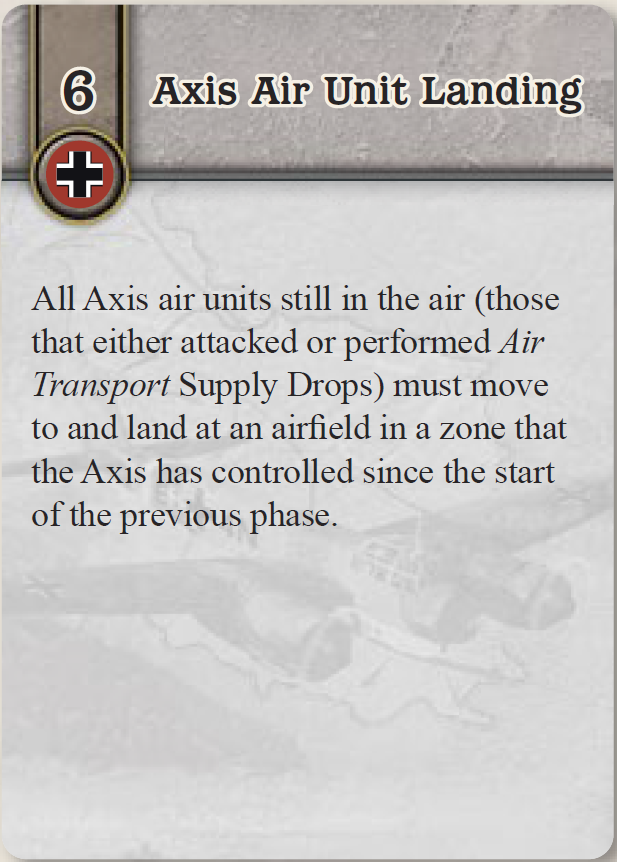 6 Axis Air Unit Landing
All Axis air units still in the air (those
that either attacked or performed Air
Transport Supply Drops) must move
to and land at an airfield in a zone that
the Axis has controlled since the start
of the previous phase.